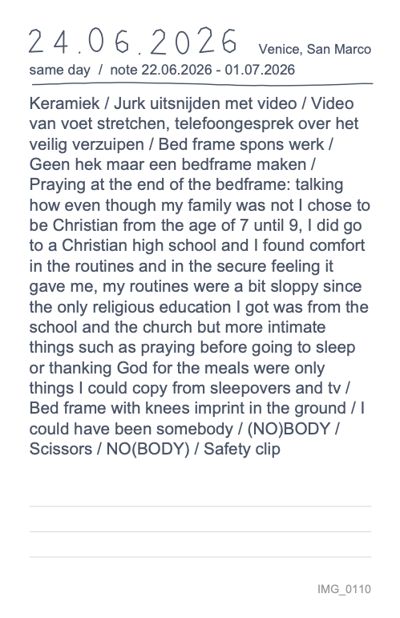 24.06.2026 Venice, San Marco
same day / note 22.06.2026 - 01.07.2026
Keramiek / Jurk uitsnijden met video / Video
van voet stretchen, telefoongesprek over het
veilig verzuipen / Bed frame spons werk /
Geen hek maar een bedframe maken /
Praying at the end of the bedframe: talking
how even though my family was not I chose to
be Christian from the age of 7 until 9, I did go
to a Christian high school and I found comfort
in the routines and in the secure feeling it
gave me, my routines were a bit sloppy since
the only religious education I got was from the
school and the church but more intimate
things such as praying before going to sleep
or thanking God for the meals were only
things I could copy from sleepovers and tv /
Bed frame with knees imprint in the ground / I
could have been somebody / (NO)BODY /
Scissors / NO(BODY) / Safety clip
IMG_0110